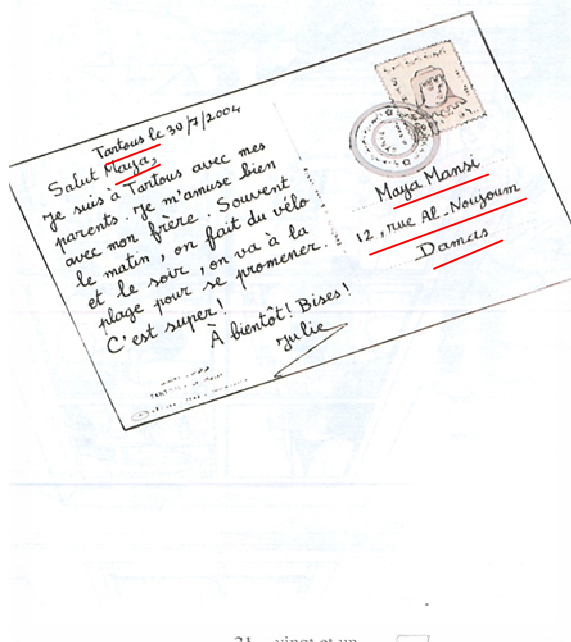 Tartous le 30/7/2004
Salut Maya,
Je suis à Tartous avec mes
parents. Je m'amuse bien
avec mon frère. Souvent
le matin, on fait du vélo
et le soir, on va à la
plage pour se promener.
C'est super!
À bientôt! Bises!
Julie
Maya Mansi
12, rue Al-Noujoum
Damas
21 vingt et un